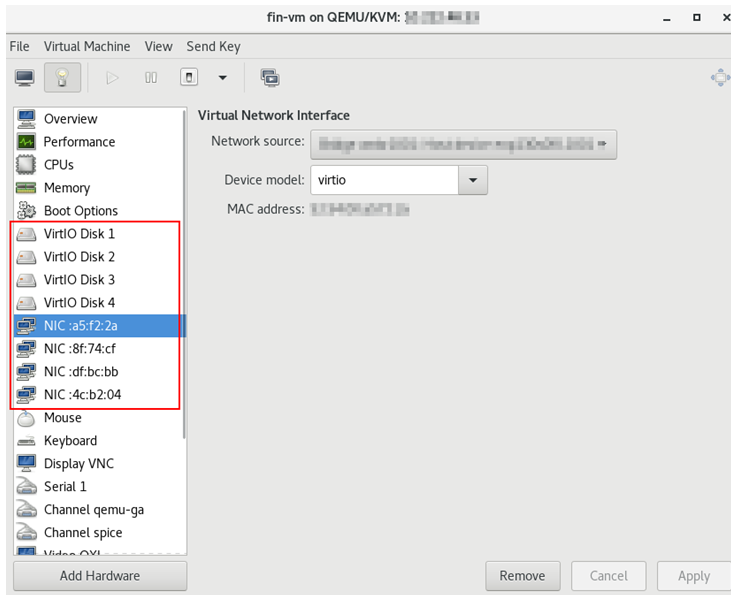 fin-vm on QEMU/KVM:
File Virtual Machine View Send Key
Overview
Performance
CPUs
Memory
Boot Options
VirtIO Disk 1
VirtIO Disk 2
VirtIO Disk 3
VirtIO Disk 4
NIC :a5:f2:2a
NIC :8f:74:cf
NIC :df:bc:bb
NIC :4c:b2:04
Mouse
Keyboard
Display VNC
Serial 1
Channel qemu-ga
Channel spice
Video QXL
Add Hardware
Virtual Network Interface
Network source:
Device model: virtio
MAC address:
Remove Cancel Apply